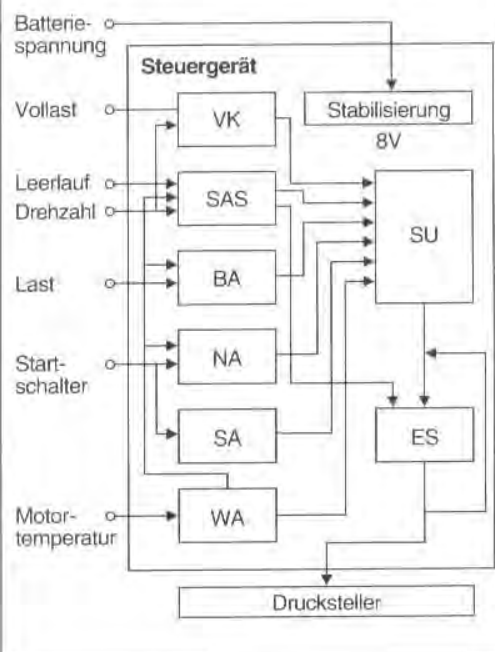 Batterie-
spannung
Steuergerät
Vollast
VK
Stabilisierung
8V
Leerlauf
Drehzahl
SAS
SU
Last
BA
Start-
schalter
NA
SA
ES
Motor-
temperatur
WA
Drucksteller